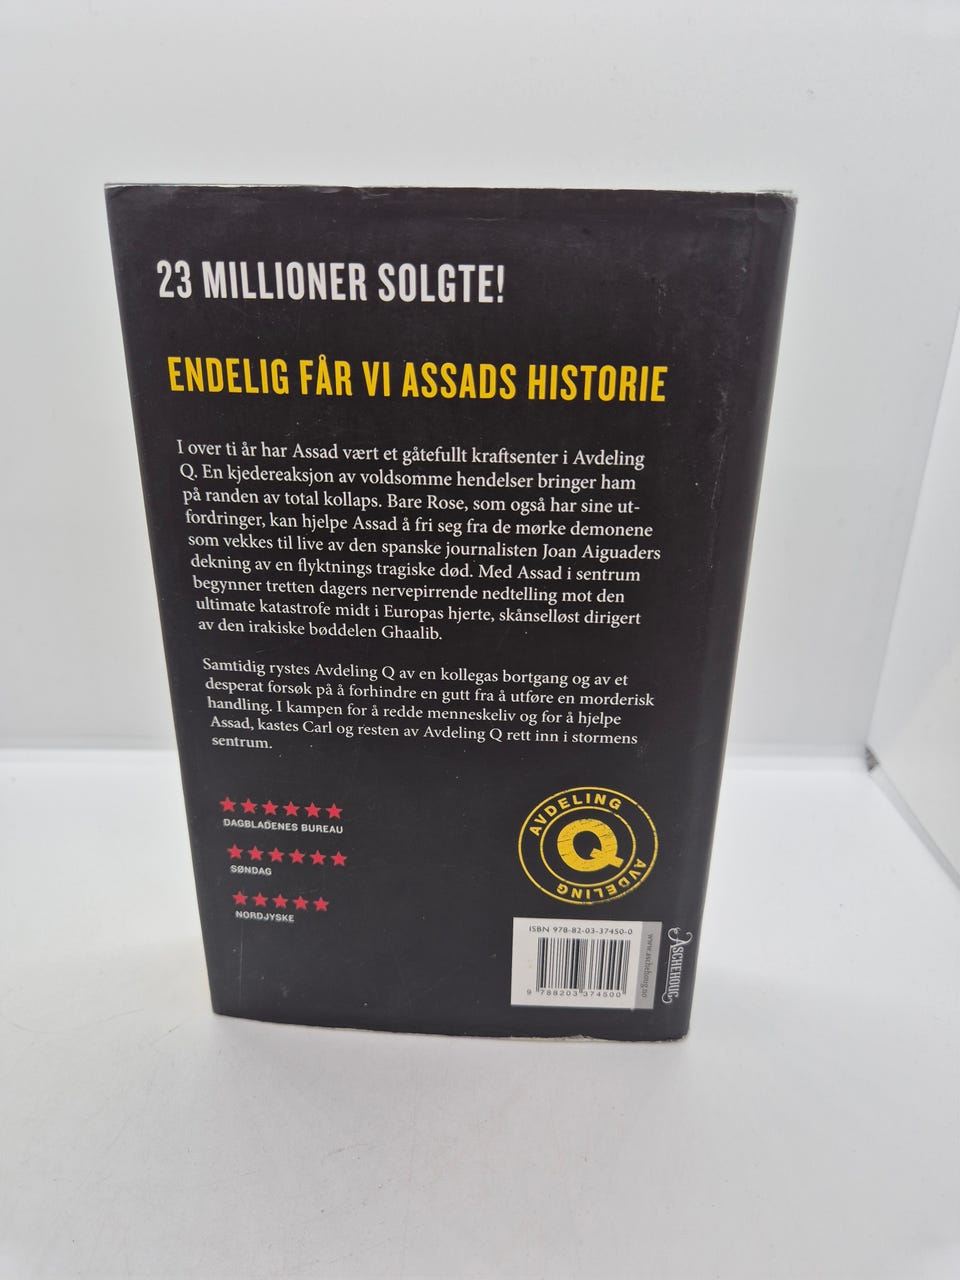 23 MILLIONER SOLGTE!
ENDELIG FÅR VI ASSADS HISTORIE
I over ti år har Assad vært et gåtefullt kraftsenter i Avdeling
Q. En kjedereaksjon av voldsomme hendelser bringer ham
på randen av total kollaps. Bare Rose, som også har sine ut-
fordringer, kan hjelpe Assad å fri seg fra de mørke demonene
som vekkes til live av den spanske journalisten Joan Aiguaders
dekning av en flyktnings tragiske død. Med Assad i sentrum
begynner tretten dagers nervepirrende nedtelling mot den
ultimate katastrofe midt i Europas hjerte, skånselløst dirigert
av den irakiske bøddelen Ghaalib.
Samtidig rystes Avdeling Q av en kollegas bortgang og av et
desperat forsøk på å forhindre en gutt fra å utføre en morderisk
handling. I kampen for å redde menneskeliv og for å hjelpe
Assad, kastes Carl og resten av Avdeling Q rett inn i stormens
sentrum.
DAGBLADENES BUREAU
SØNDAG
NORDJYSKE
AVDELING
Q
AVDELING
ISBN 978-82-03-37450-0
9 788203 374500
www.aschehoug.no
ASCHEHOUG